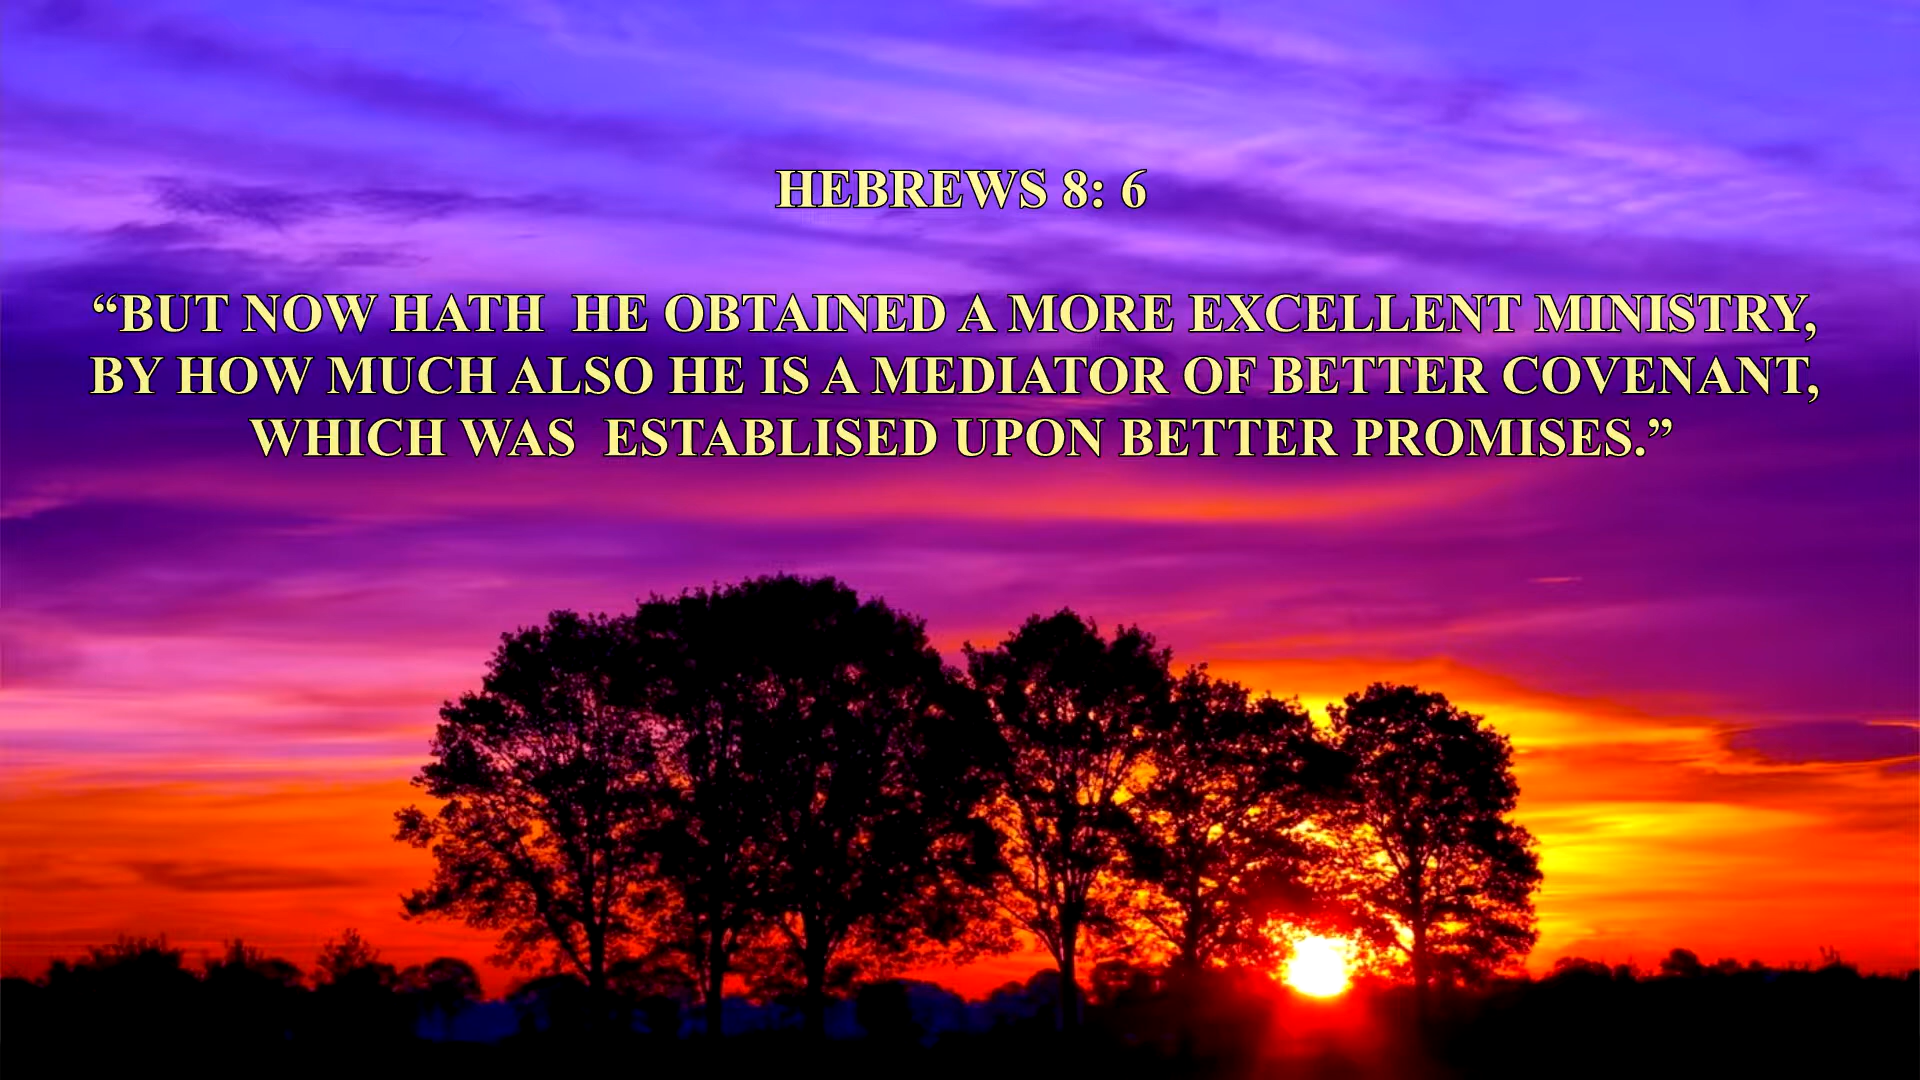 HEBREWS 8: 6
“BUT NOW HATH  HE OBTAINED A MORE EXCELLENT MINISTRY,
BY HOW MUCH ALSO HE IS A MEDIATOR OF BETTER COVENANT,
WHICH WAS  ESTABLISED UPON BETTER PROMISES.”